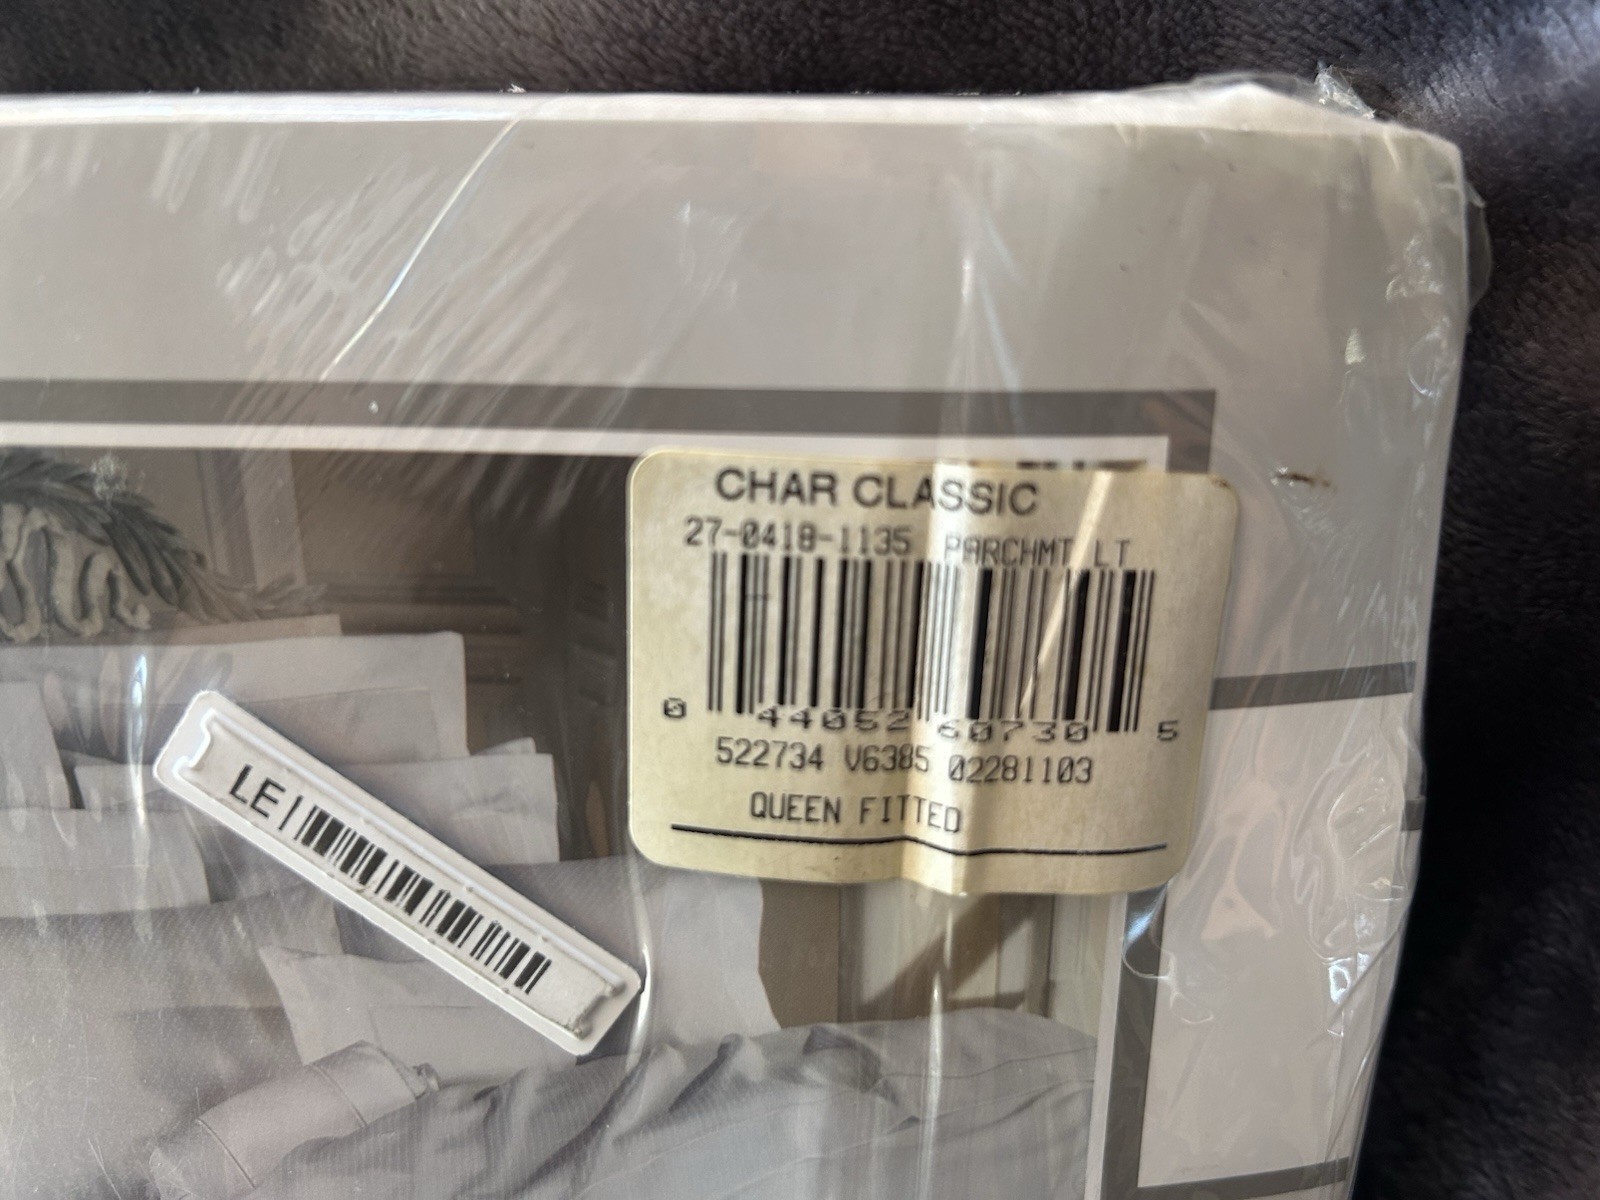 CHAR CLASSIC
27-0418-1135 PARCHMT LT
0 44052 60730 5
522734 V6385 02281103
QUEEN FITTED
LE